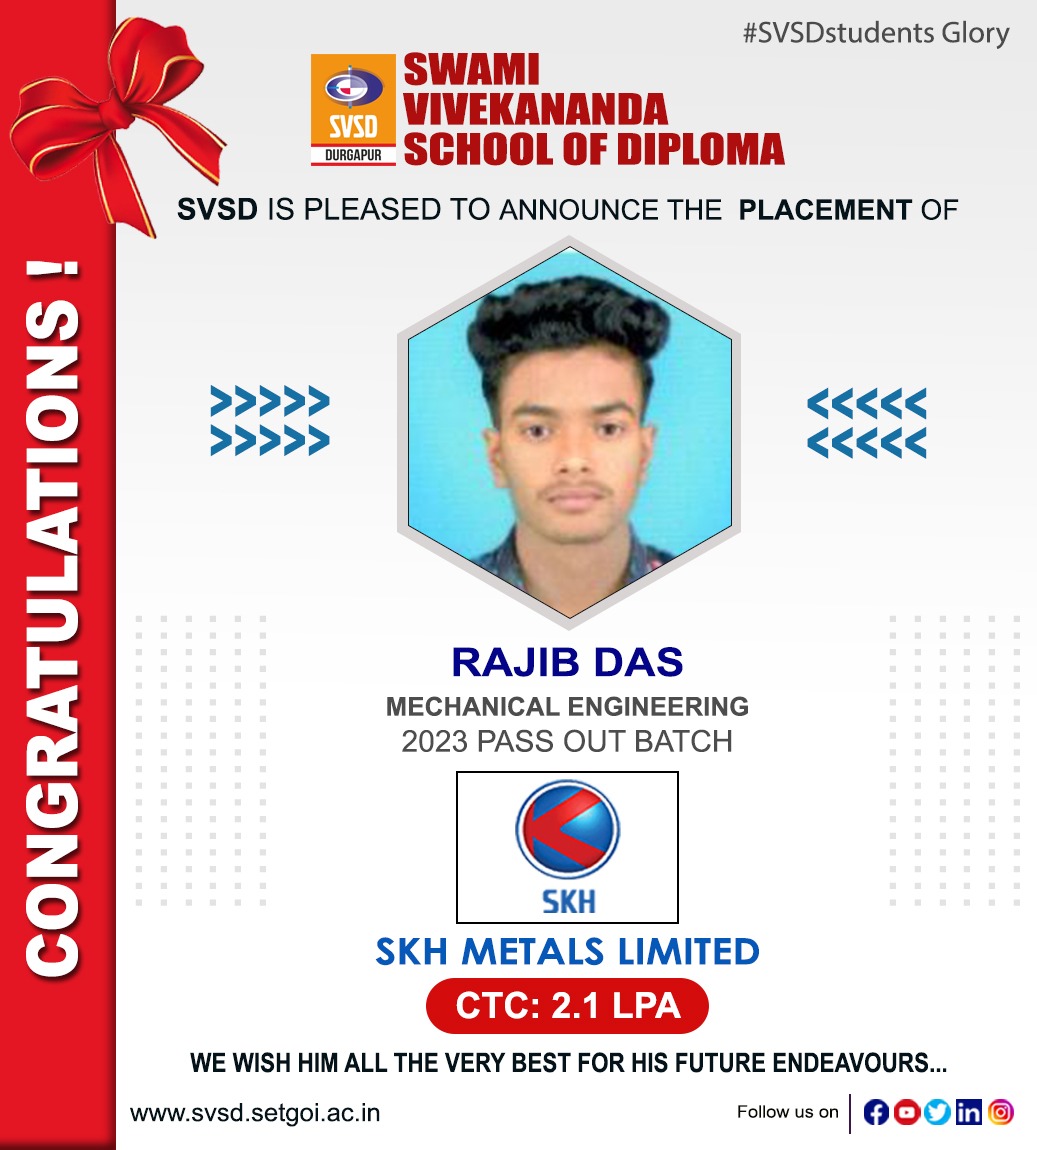 #SVSDstudents Glory
SVSD
DURGAPUR
SWAMI
VIVEKANANDA
SCHOOL OF DIPLOMA
SVSD IS PLEASED TO ANNOUNCE THE PLACEMENT OF
CONGRATULATIONS !
RAJIB DAS
MECHANICAL ENGINEERING
2023 PASS OUT BATCH
SKH
SKH METALS LIMITED
CTC: 2.1 LPA
WE WISH HIM ALL THE VERY BEST FOR HIS FUTURE ENDEAVOURS...
www.svsd.setgoi.ac.in
Follow us on